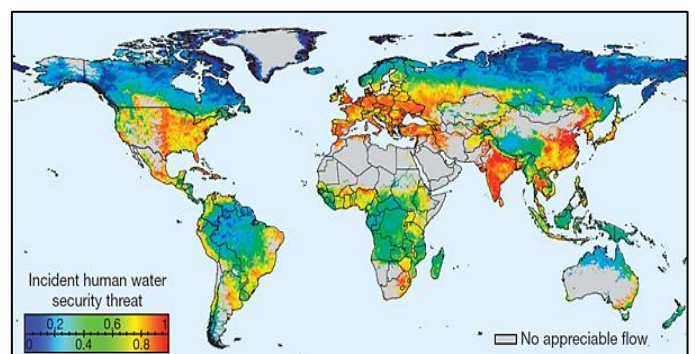 Incident human water
security threat
0.2 0.6 1
0 0.4 0.8
No appreciable flow